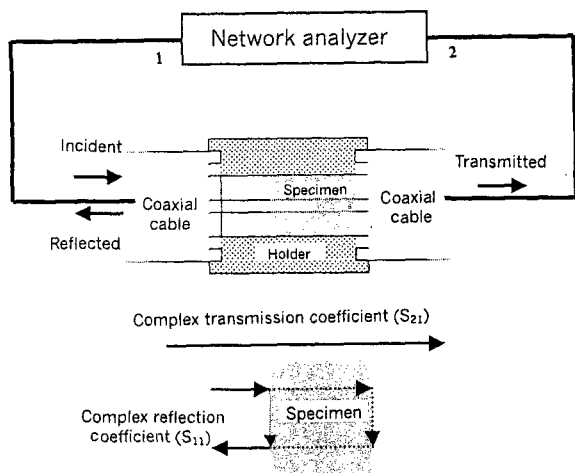 Network analyzer
1
2
Incident
Transmitted
Specimen
Coaxial
cable
Coaxial
cable
Reflected
Holder
Complex transmission coefficient (S21)
Specimen
Complex reflection
coefficient (S11)